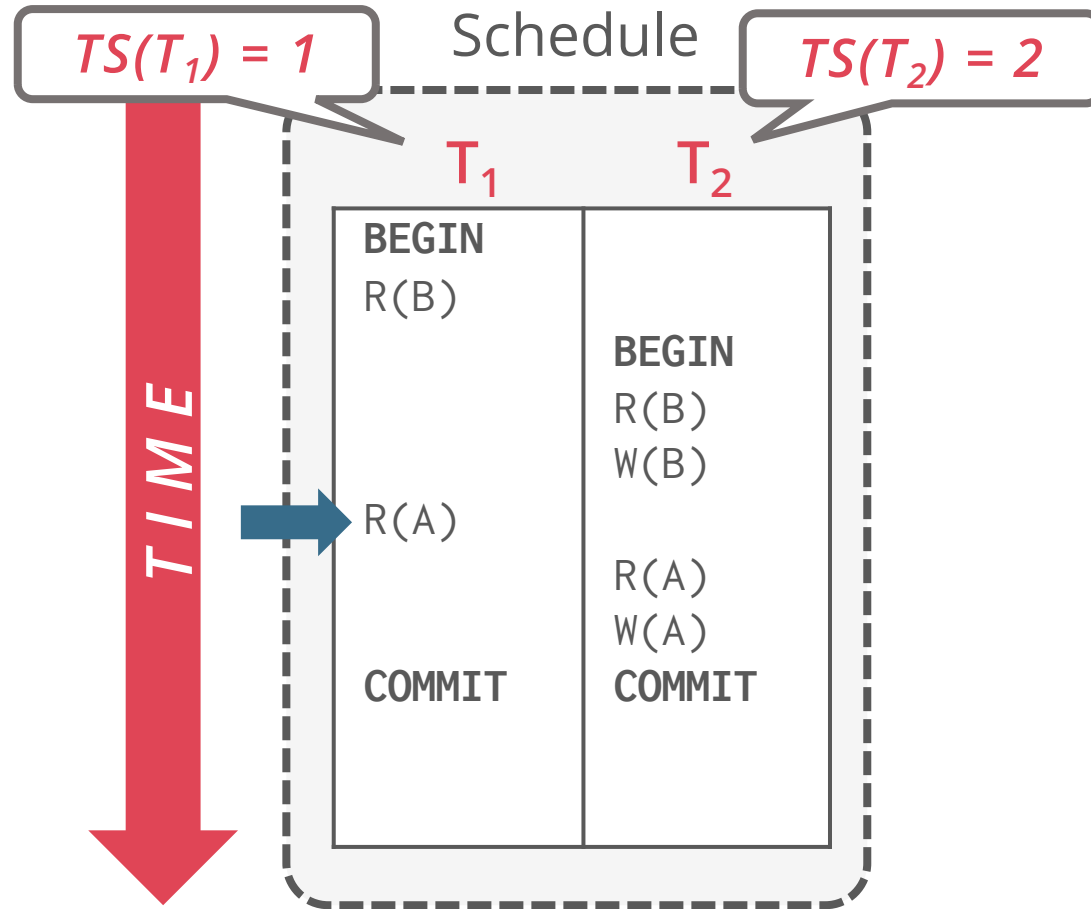 Schedule
TS(T₁) = 1
TS(T₂) = 2
T₁ T₂
BEGIN
R(B)
BEGIN
R(B)
W(B)
R(A)
R(A)
W(A)
COMMIT COMMIT
TIME